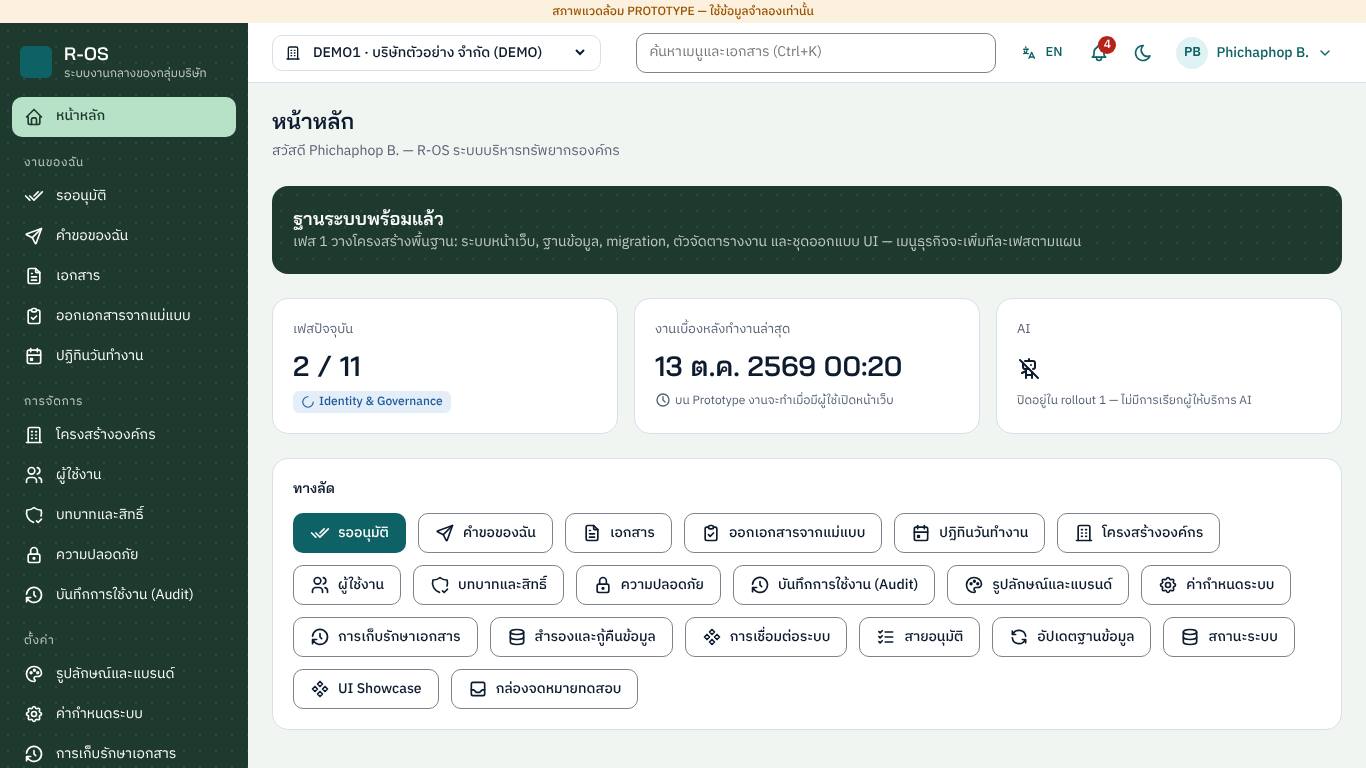 สภาพแวดล้อม PROTOTYPE — ใช้ข้อมูลจำลองเท่านั้น
R-OS
ระบบงานกลางของกลุ่มบริษัท
DEMO1 · บริษัทตัวอย่าง จำกัด (DEMO)
ค้นหาเมนูและเอกสาร (Ctrl+K)
EN
4
PB
Phichaphop B.
หน้าหลัก
งานของฉัน
รออนุมัติ
คำขอของฉัน
เอกสาร
ออกเอกสารจากแม่แบบ
ปฏิทินวันทำงาน
การจัดการ
โครงสร้างองค์กร
ผู้ใช้งาน
บทบาทและสิทธิ์
ความปลอดภัย
บันทึกการใช้งาน (Audit)
ตั้งค่า
รูปลักษณ์และแบรนด์
ค่ากำหนดระบบ
การเก็บรักษาเอกสาร
หน้าหลัก
สวัสดี Phichaphop B. — R-OS ระบบบริหารทรัพยากรองค์กร
ฐานระบบพร้อมแล้ว
เฟส 1 วางโครงสร้างพื้นฐาน: ระบบหน้าเว็บ, ฐานข้อมูล, migration, ตัวจัดตารางงาน และชุดออกแบบ UI — เมนูธุรกิจจะเพิ่มทีละเฟสตามแผน
เฟสปัจจุบัน
2 / 11
Identity & Governance
งานเบื้องหลังทำงานล่าสุด
13 ต.ค. 2569 00:20
บน Prototype งานจะทำเมื่อมีผู้ใช้เปิดหน้าเว็บ
AI
ปิดอยู่ใน rollout 1 — ไม่มีการเรียกผู้ให้บริการ AI
ทางลัด
รออนุมัติ คำขอของฉัน เอกสาร ออกเอกสารจากแม่แบบ ปฏิทินวันทำงาน โครงสร้างองค์กร
ผู้ใช้งาน บทบาทและสิทธิ์ ความปลอดภัย บันทึกการใช้งาน (Audit) รูปลักษณ์และแบรนด์ ค่ากำหนดระบบ
การเก็บรักษาเอกสาร สำรองและกู้คืนข้อมูล การเชื่อมต่อระบบ สายอนุมัติ อัปเดตฐานข้อมูล สถานะระบบ
UI Showcase กล่องจดหมายทดสอบ